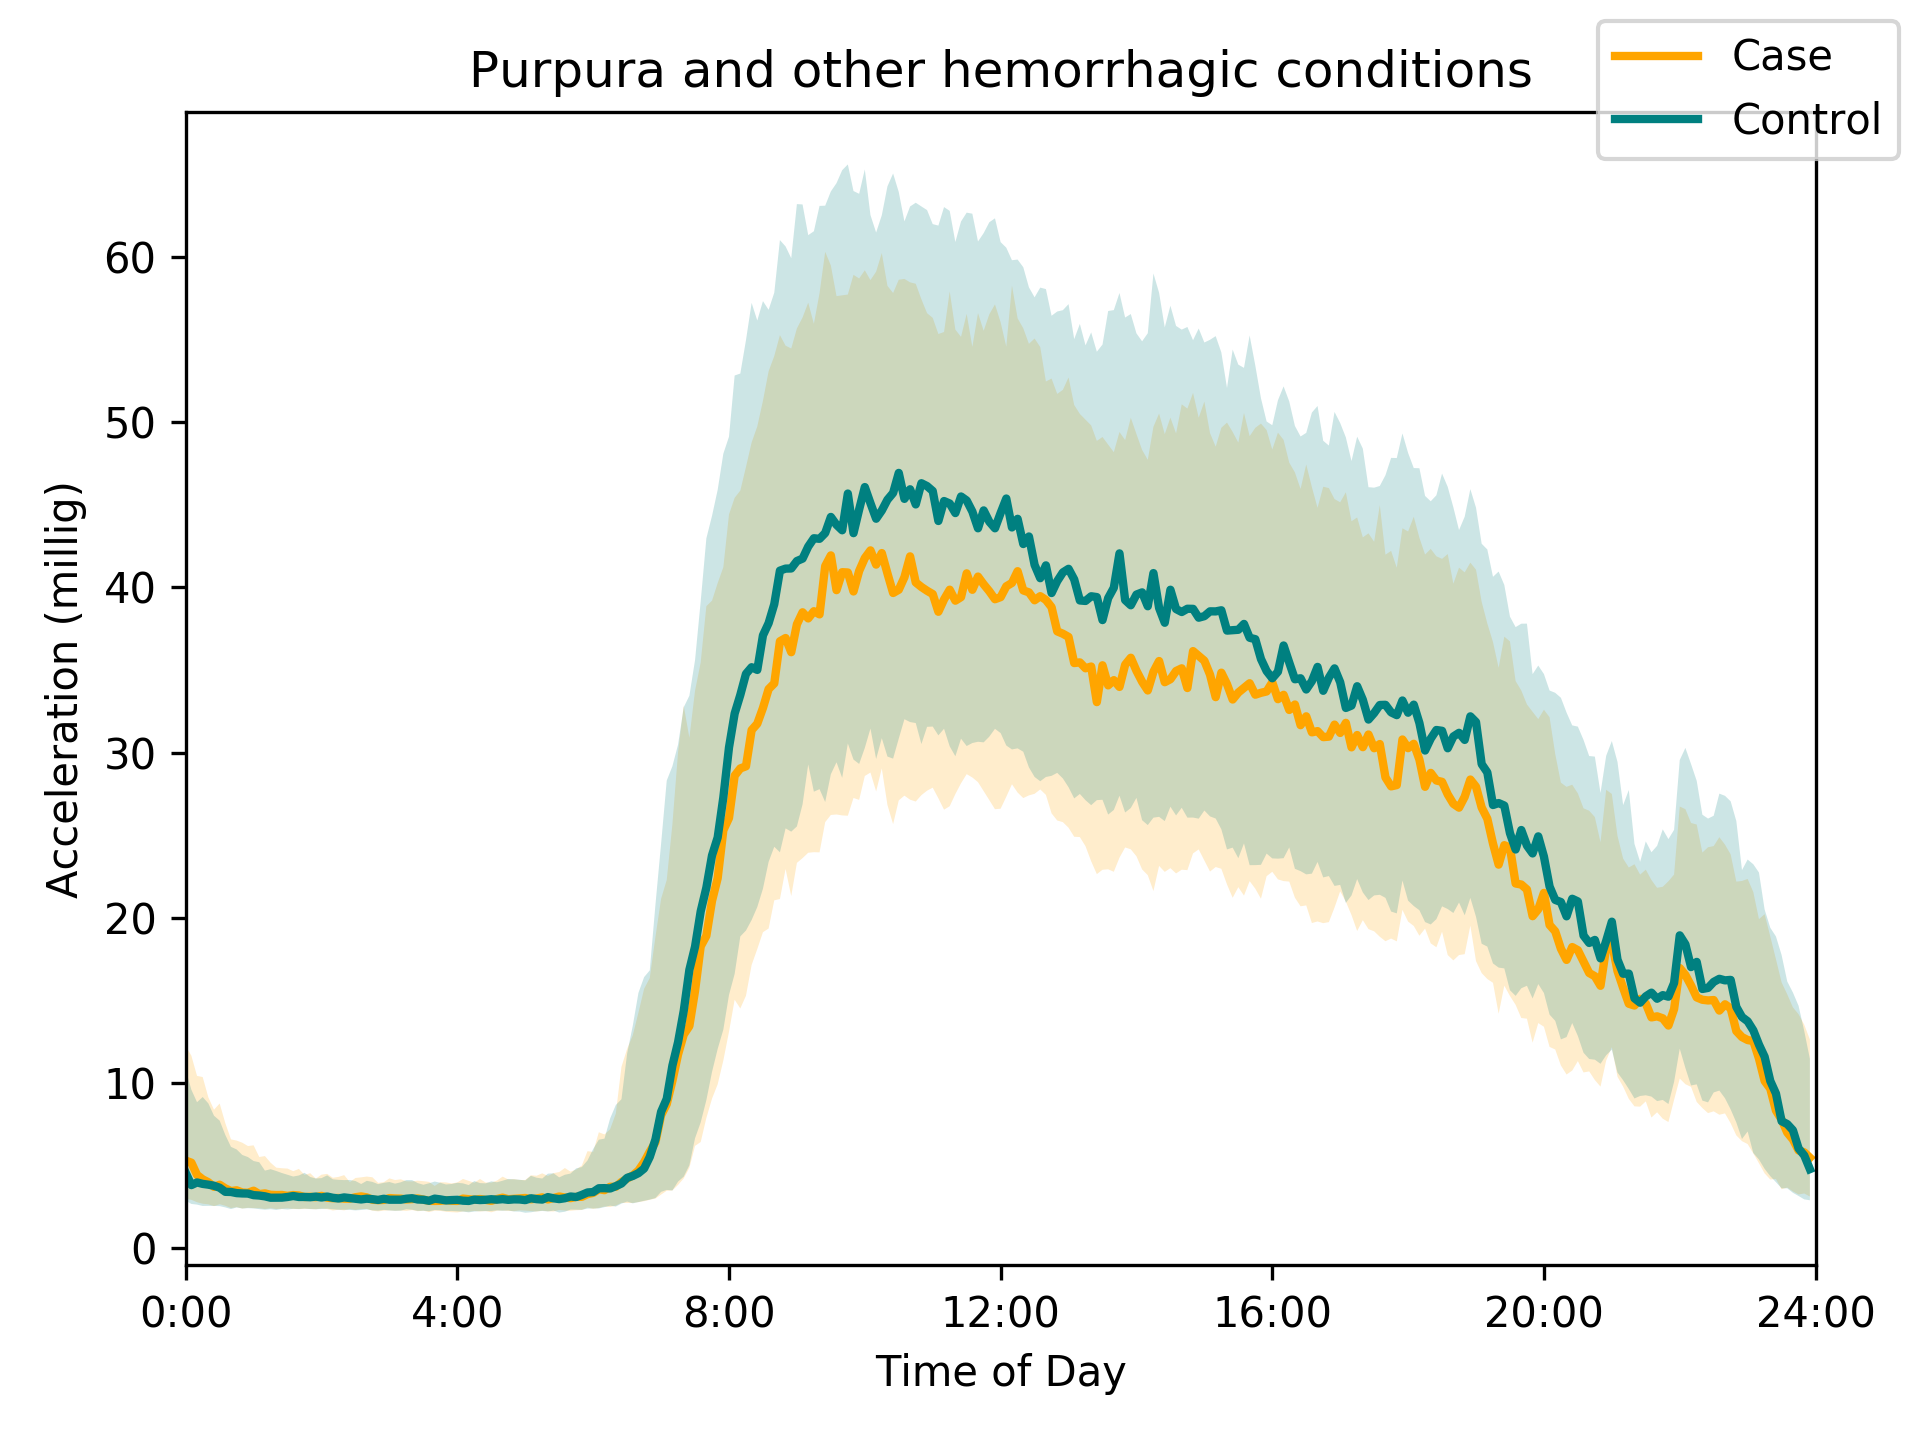 Purpura and other hemorrhagic conditions
Case
Control
Acceleration (millig)
60
50
40
30
20
10
0
0:00 4:00 8:00 12:00 16:00 20:00 24:00
Time of Day